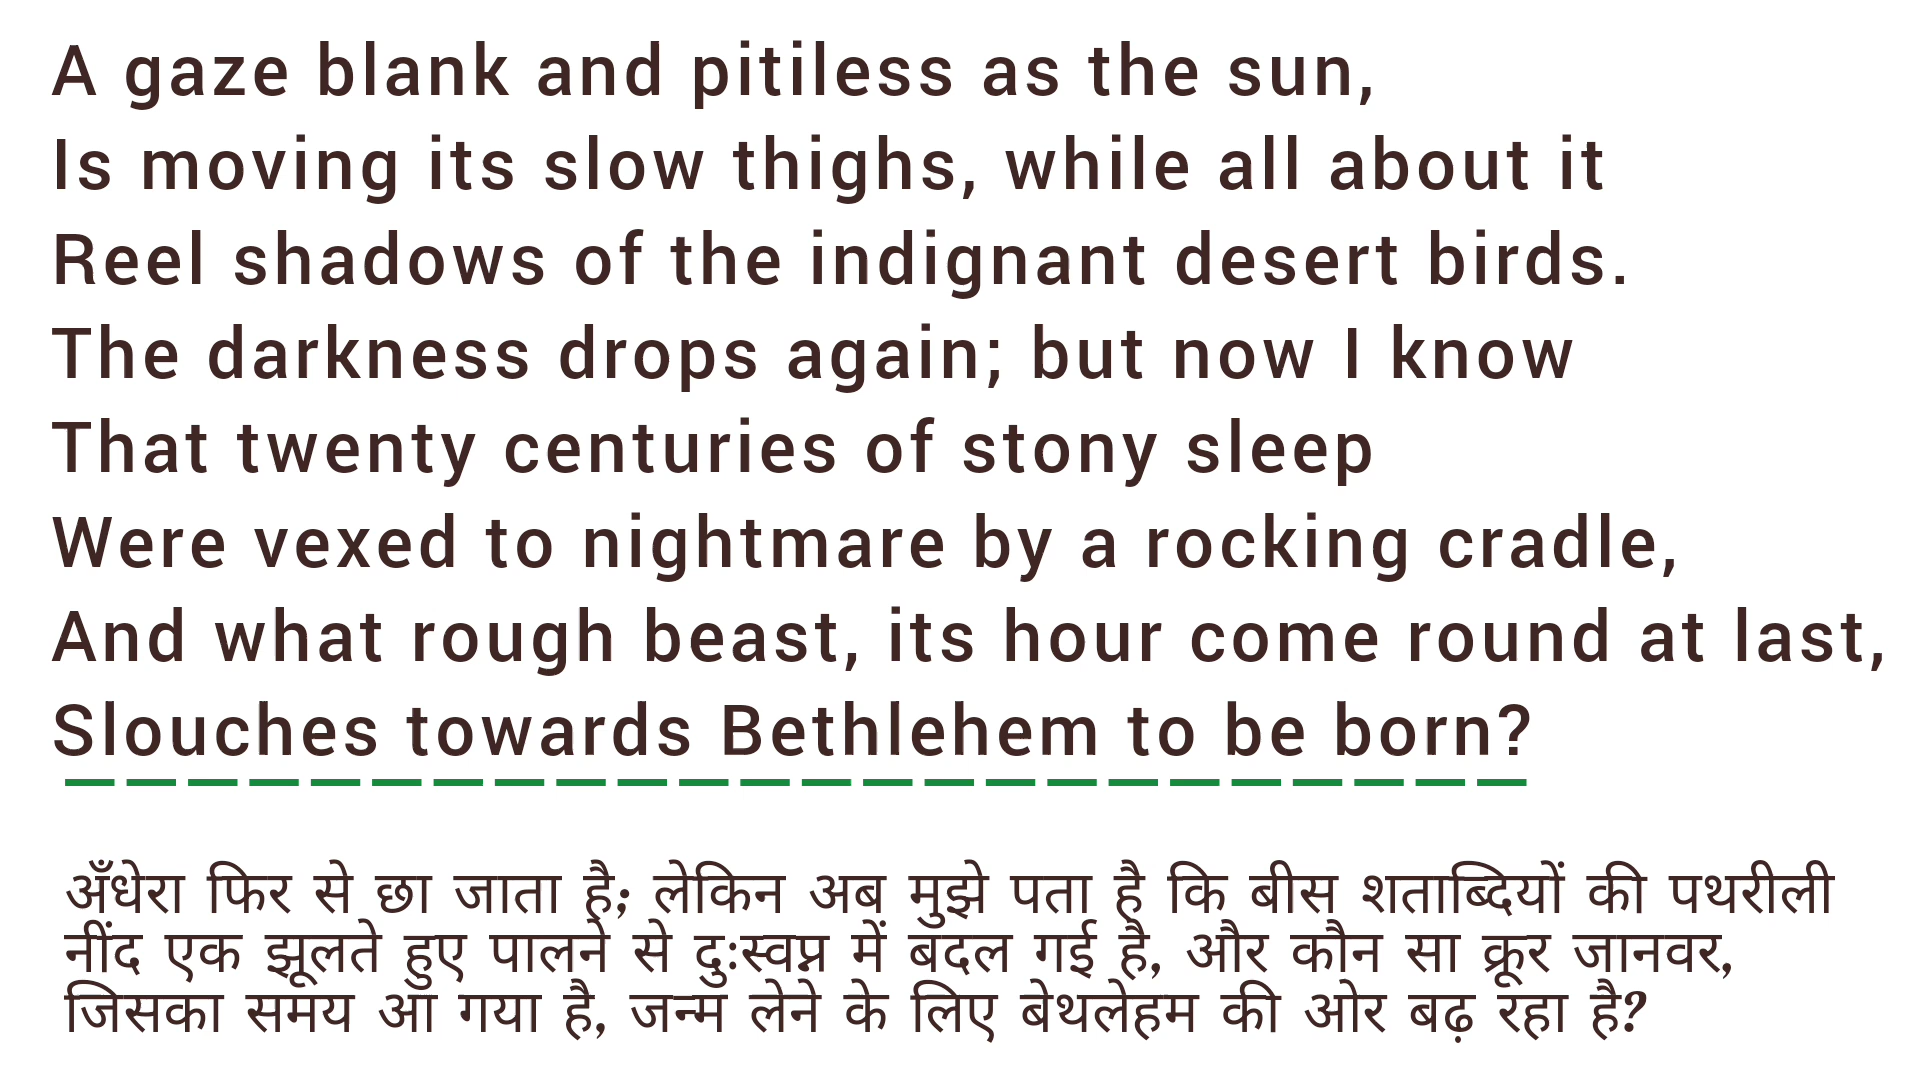 A gaze blank and pitiless as the sun,
Is moving its slow thighs, while all about it
Reel shadows of the indignant desert birds.
The darkness drops again; but now I know
That twenty centuries of stony sleep
Were vexed to nightmare by a rocking cradle,
And what rough beast, its hour come round at last,
Slouches towards Bethlehem to be born?
अँधेरा फिर से छा जाता है; लेकिन अब मुझे पता है कि बीस शताब्दियों की पथरीली
नींद एक झूलते हुए पालने से दुःस्वप्न में बदल गई है, और कौन सा क्रूर जानवर,
जिसका समय आ गया है, जन्म लेने के लिए बेथलेहम की ओर बढ़ रहा है?